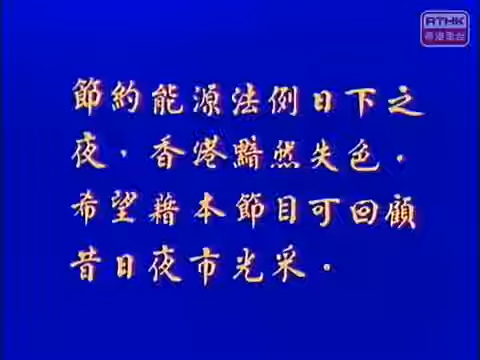 RTHK
香港電台
節約能源法例日下之
夜，香港黯然失色。
希望藉本節目可回顧
昔日夜市光采。